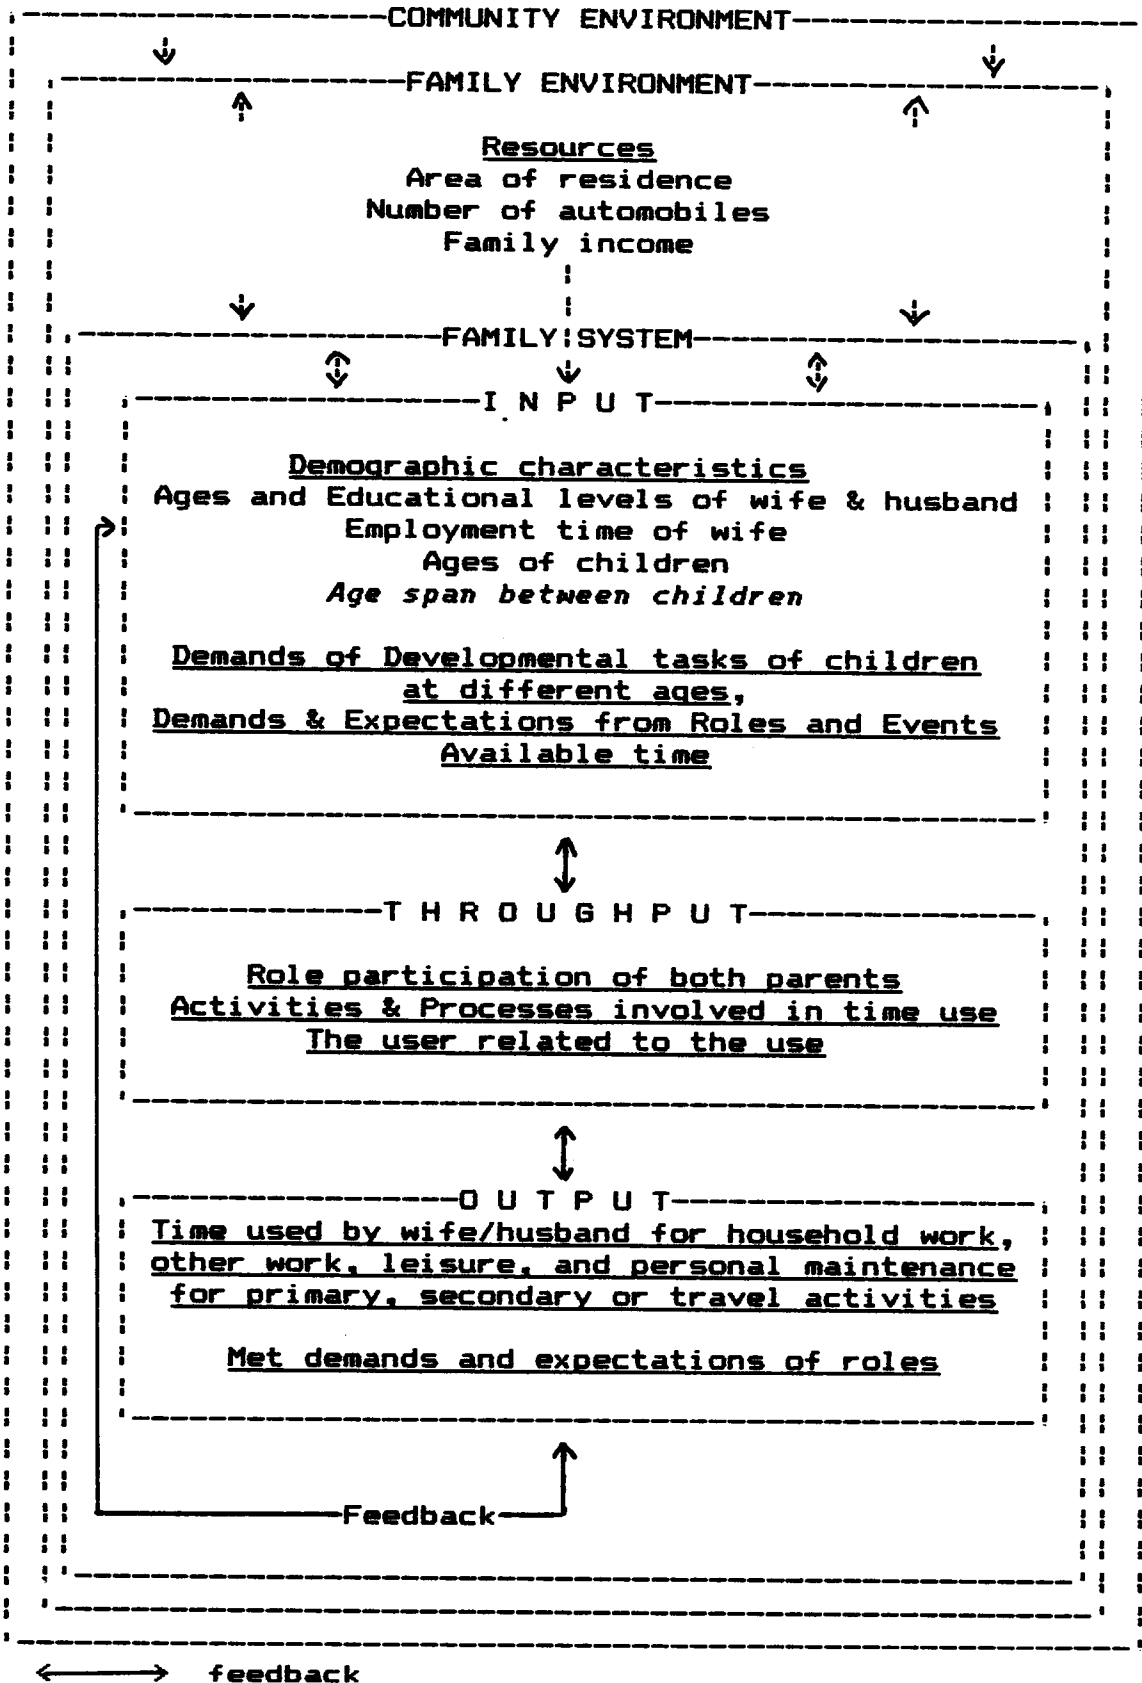 COMMUNITY ENVIRONMENT
FAMILY ENVIRONMENT
Resources
Area of residence
Number of automobiles
Family income
FAMILY SYSTEM
I N P U T
Demographic characteristics
Ages and Educational levels of wife & husband
Employment time of wife
Ages of children
Age span between children
Demands of Developmental tasks of children
at different ages,
Demands & Expectations from Roles and Events
Available time
T H R O U G H P U T
Role participation of both parents
Activities & Processes involved in time use
The user related to the use
O U T P U T
Time used by wife/husband for household work,
other work, leisure, and personal maintenance
for primary, secondary or travel activities
Met demands and expectations of roles
Feedback
feedback